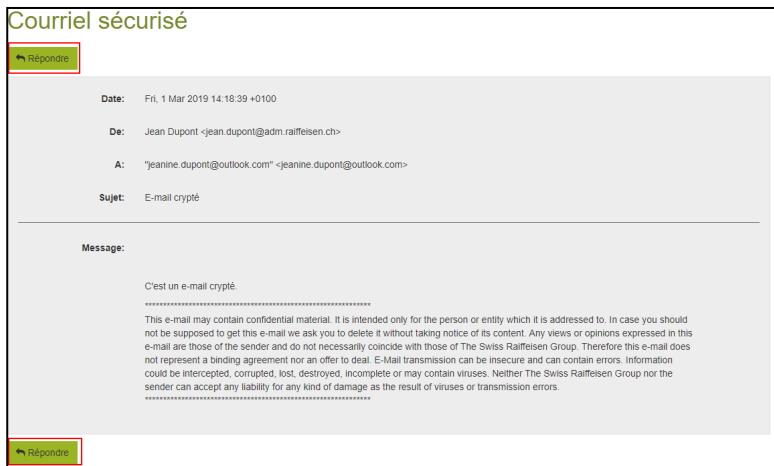 Courriel sécurisé
Répondre
Date: Fri, 1 Mar 2019 14:18:39 +0100
De: Jean Dupont <jean.dupont@adm.raiffeisen.ch>
A: "jeanine.dupont@outlook.com" <jeanine.dupont@outlook.com>
Sujet: E-mail crypté
Message:
C'est un e-mail crypté.
**************************************************************
This e-mail may contain confidential material. It is intended only for the person or entity which it is addressed to. In case you should
not be supposed to get this e-mail we ask you to delete it without taking notice of its content. Any views or opinions expressed in this
e-mail are those of the sender and do not necessarily coincide with those of The Swiss Raiffeisen Group. Therefore this e-mail does
not represent a binding agreement nor an offer to deal. E-Mail transmission can be insecure and can contain errors. Information
could be intercepted, corrupted, lost, destroyed, incomplete or may contain viruses. Neither The Swiss Raiffeisen Group nor the
sender can accept any liability for any kind of damage as the result of viruses or transmission errors.
**************************************************************
Répondre